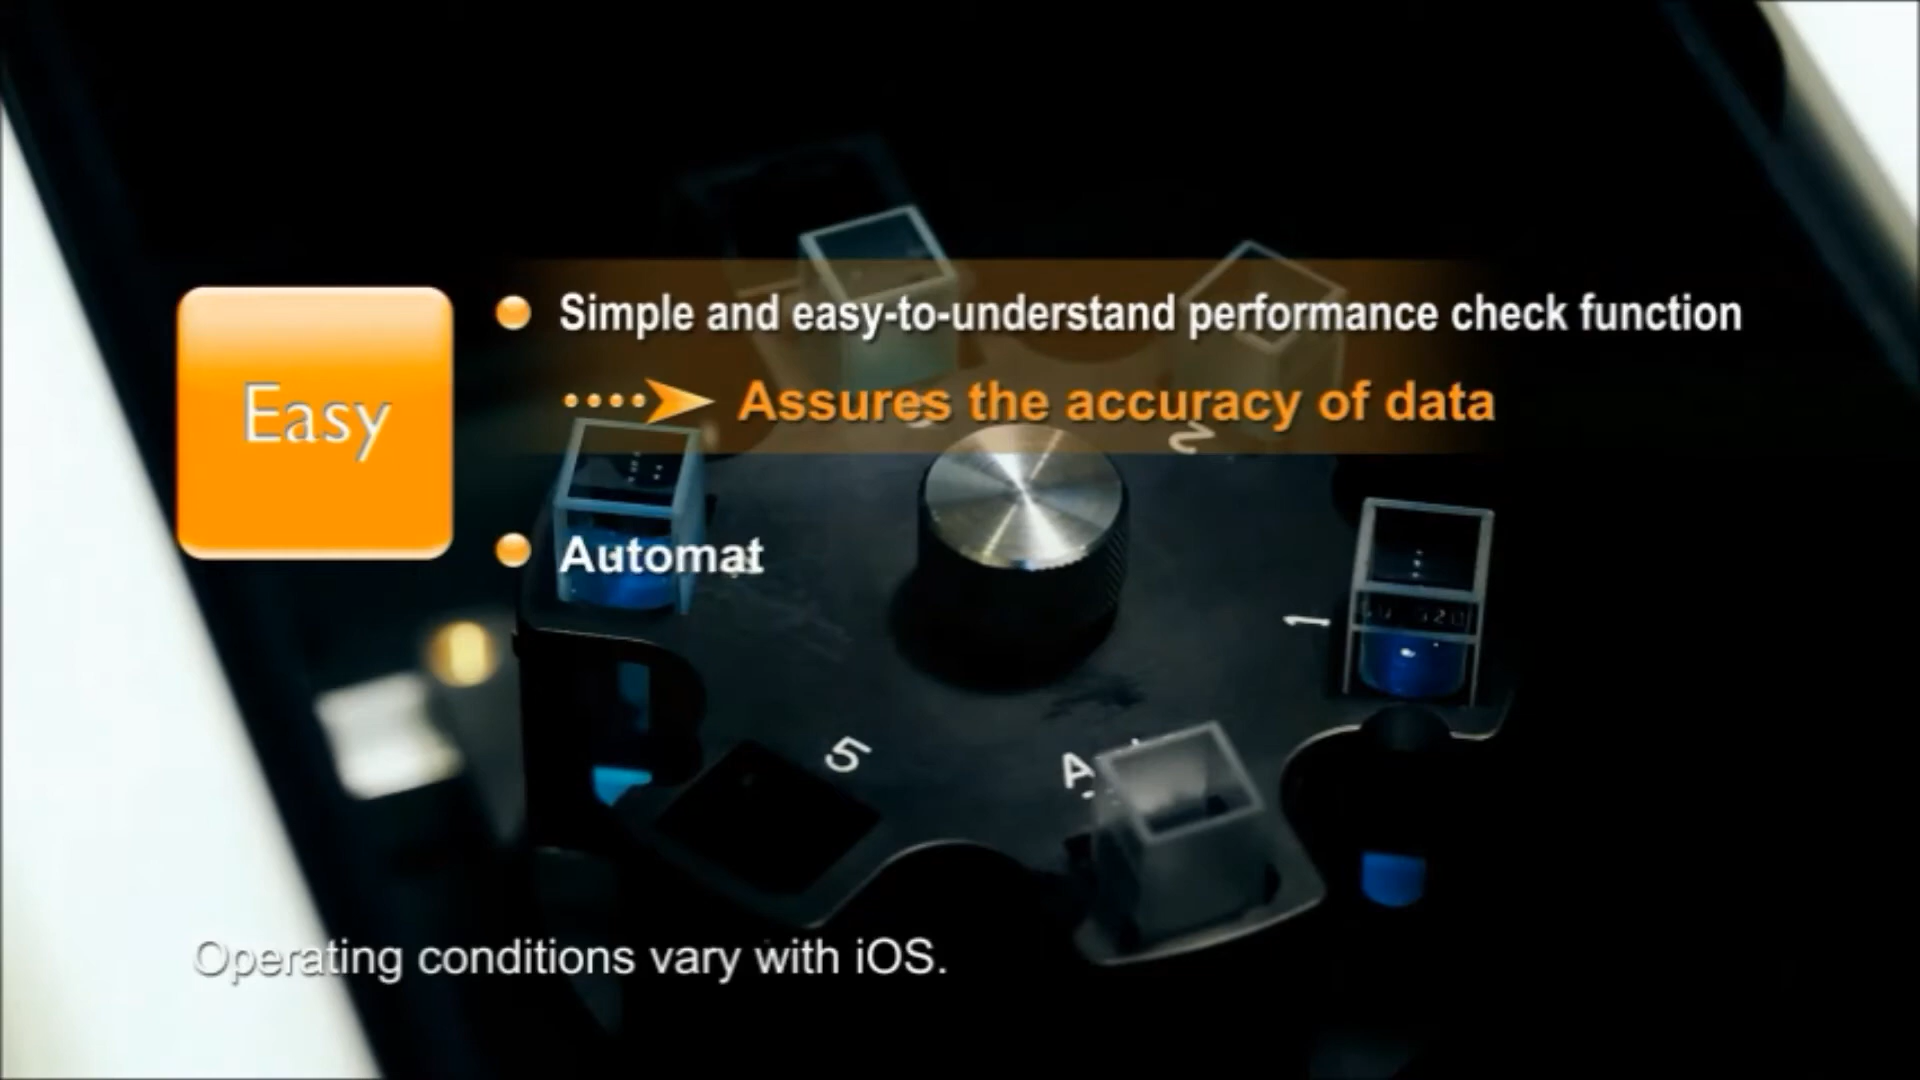 Easy
Simple and easy-to-understand performance check function
Assures the accuracy of data
Automat
2
1
5
A
Operating conditions vary with iOS.